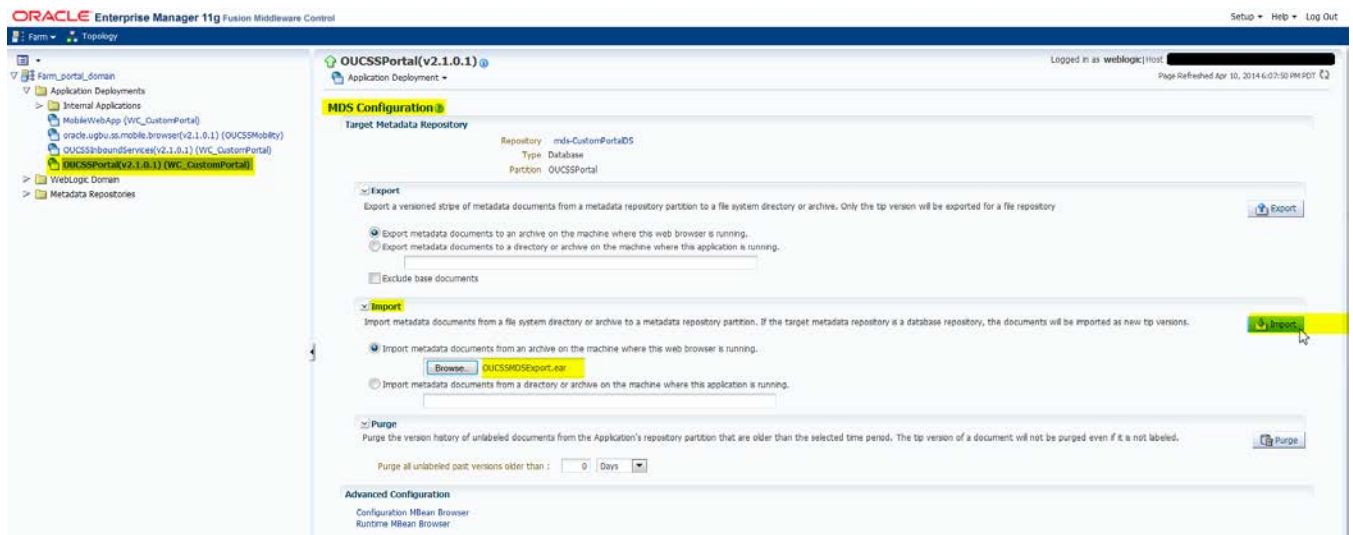 ORACLE Enterprise Manager 11g Fusion Middleware Control
Setup Help Log Out
Farm Topology
Farm_portal_domain
Application Deployments
Internal Applications
MobileWebApp (WC_CustomPortal)
oracle.ugbu.ss.mobile.browser(v2.1.0.1) (OUCSSMobility)
OUCSSInboundServices(v2.1.0.1) (WC_CustomPortal)
OUCSSPortal(v2.1.0.1) (WC_CustomPortal)
WebLogic Domain
Metadata Repositories
OUCSSPortal(v2.1.0.1)
Logged in as weblogic|Host
Application Deployment
Page Refreshed Apr 10, 2014 6:07:50 PM PDT
MDS Configuration
Target Metadata Repository
Repository mds-CustomPortalDS
Type Database
Partition OUCSSPortal
Export
Export a versioned stripe of metadata documents from a metadata repository partition to a file system directory or archive. Only the tip version will be exported for a file repository
Export
Export metadata documents to an archive on the machine where this web browser is running.
Export metadata documents to a directory or archive on the machine where this application is running.
Exclude base documents
Import
Import metadata documents from a file system directory or archive to a metadata repository partition. If the target metadata repository is a database repository, the documents will be imported as new tip versions.
Import
Import metadata documents from an archive on the machine where this web browser is running.
Browse... OUCSSMDSExport.ear
Import metadata documents from a directory or archive on the machine where this application is running.
Purge
Purge the version history of unlabeled documents from the Application's repository partition that are older than the selected time period. The tip version of a document will not be purged even if it is not labeled.
Purge
Purge all unlabeled past versions older than : 0 Days
Advanced Configuration
Configuration MBean Browser
Runtime MBean Browser